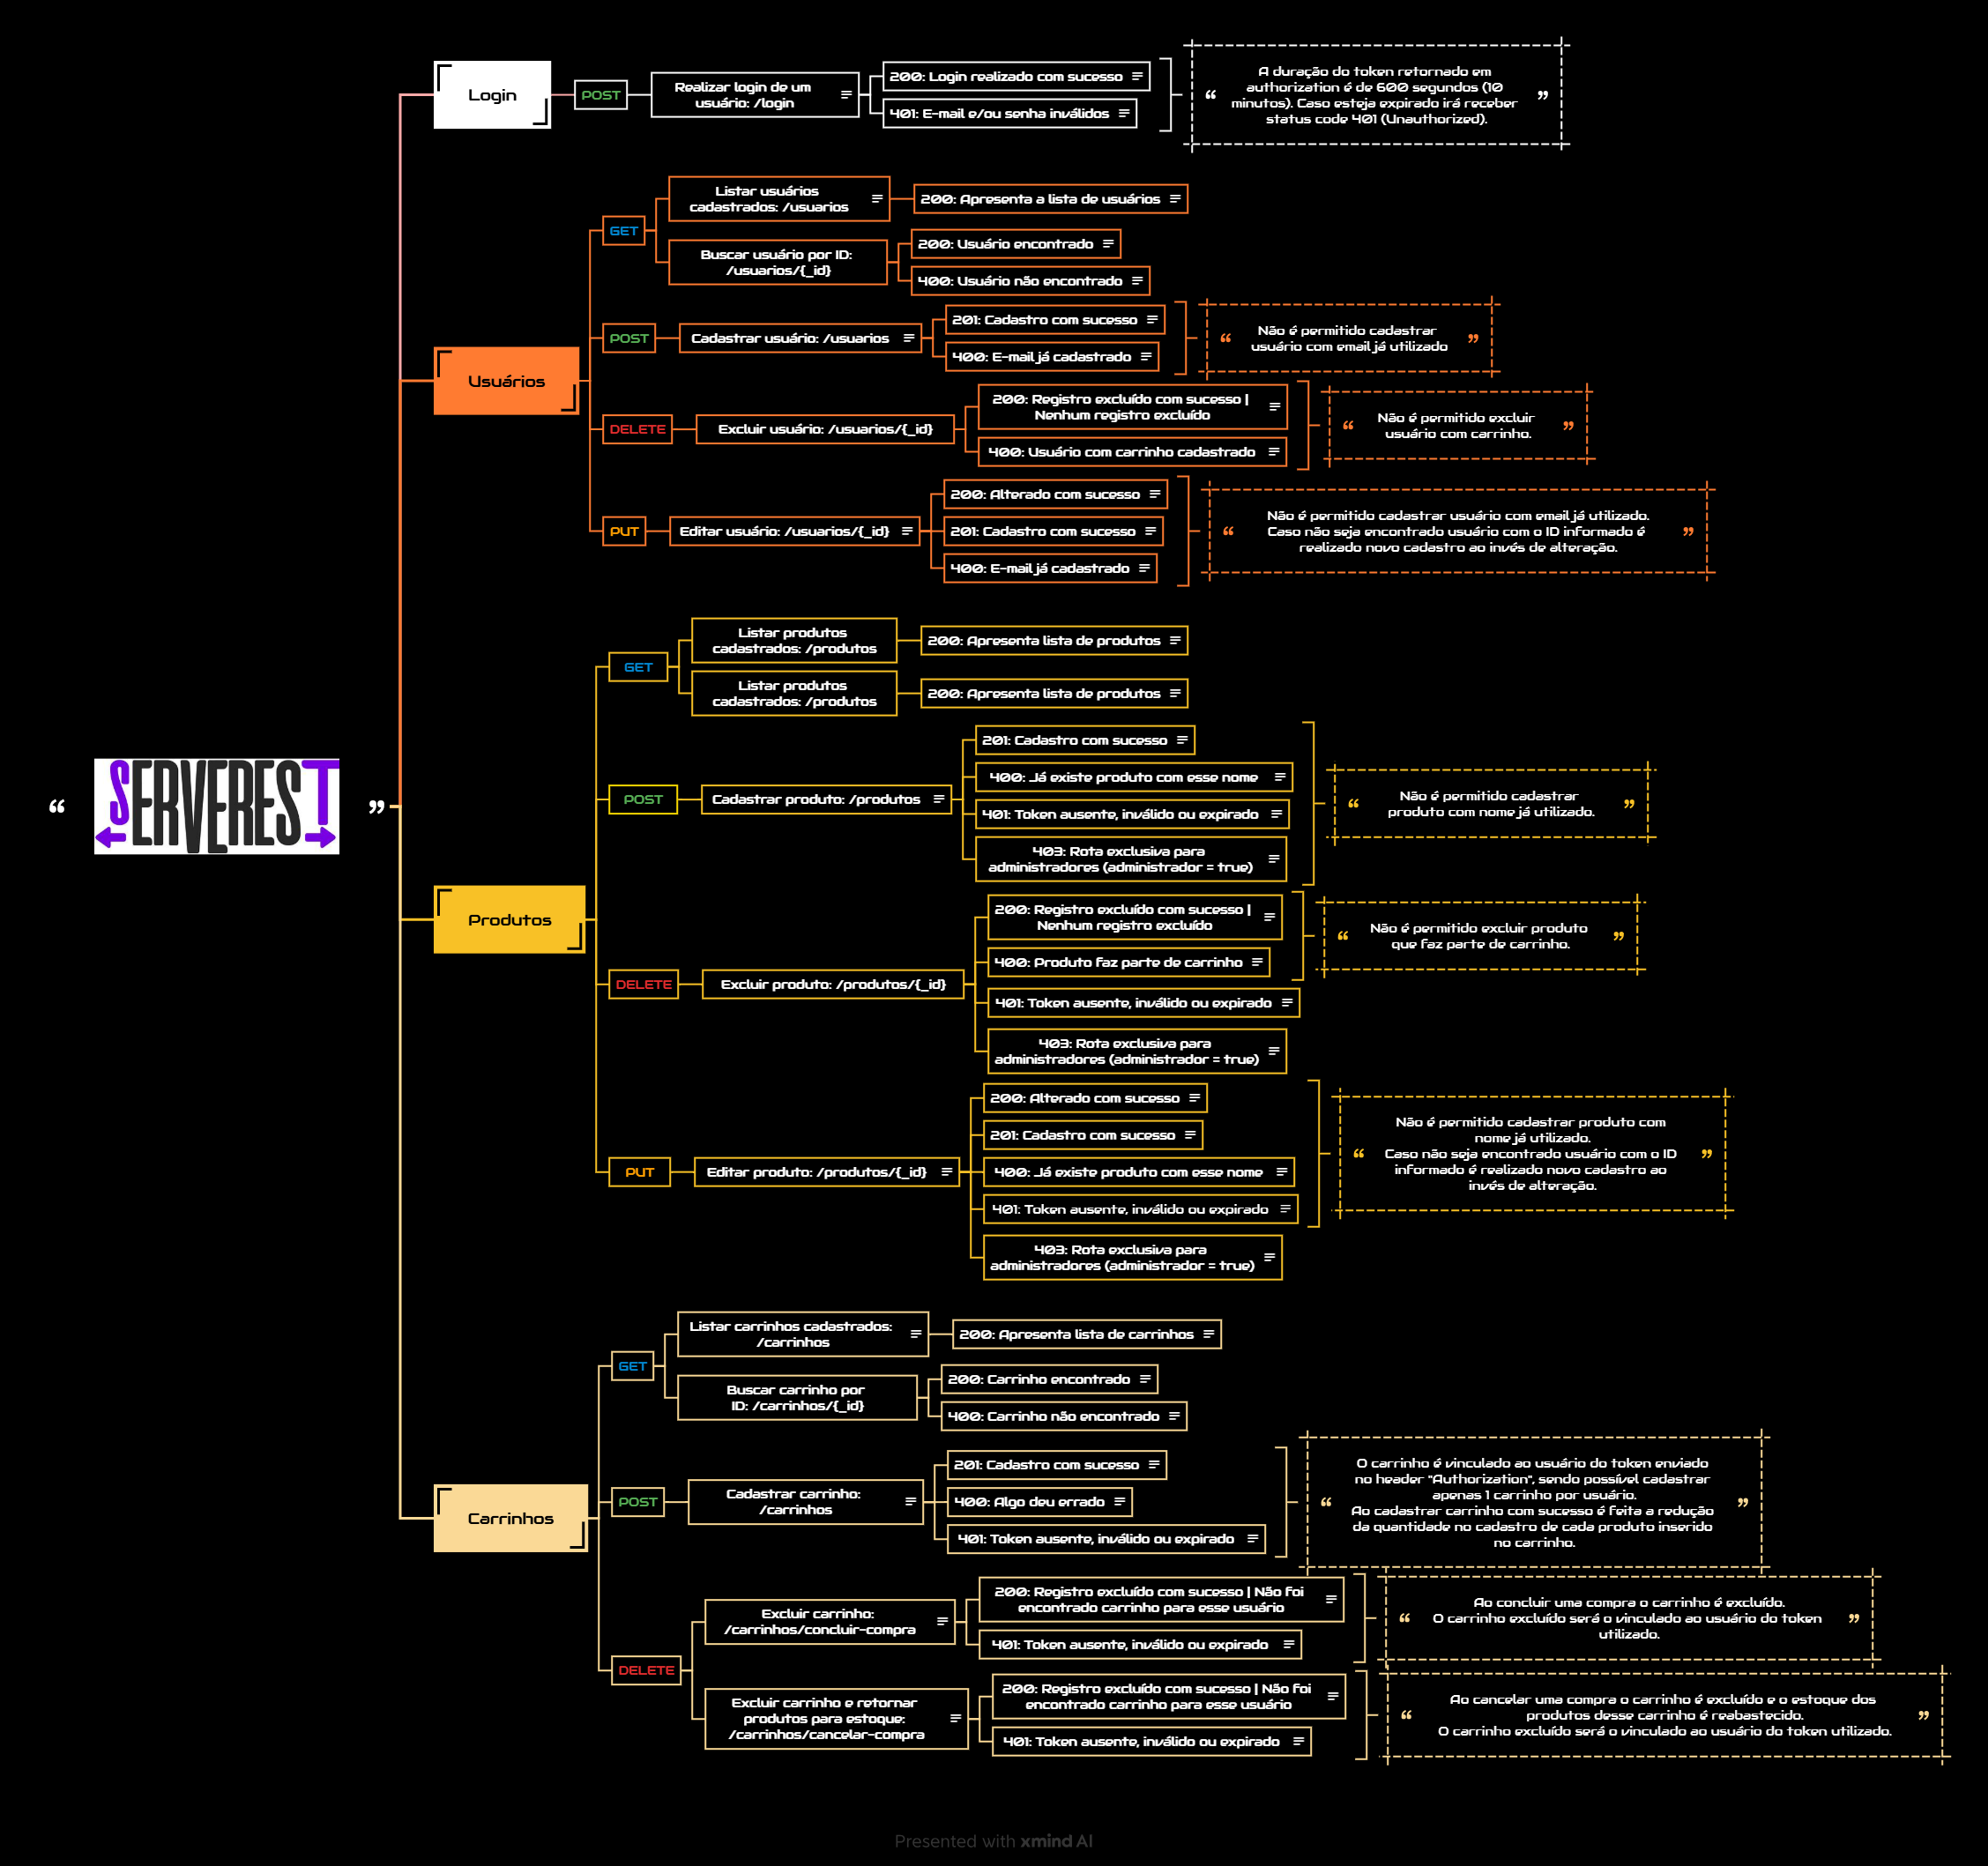 SERVEREST
Login
POST
Realizar login de um
usuário: /login
200: Login realizado com sucesso
401: E-mail e/ou senha inválidos
“ A duração do token retornado em
authorization é de 600 segundos (10
minutos). Caso esteja expirado irá receber
status code 401 (Unauthorized). ”
Usuários
GET
Listar usuários
cadastrados: /usuarios
200: Apresenta a lista de usuários
Buscar usuário por ID:
/usuarios/{_id}
200: Usuário encontrado
400: Usuário não encontrado
POST
Cadastrar usuário: /usuarios
201: Cadastro com sucesso
400: E-mail já cadastrado
“ Não é permitido cadastrar
usuário com email já utilizado ”
DELETE
Excluir usuário: /usuarios/{_id}
200: Registro excluído com sucesso |
Nenhum registro excluído
400: Usuário com carrinho cadastrado
“ Não é permitido excluir
usuário com carrinho. ”
PUT
Editar usuário: /usuarios/{_id}
200: Alterado com sucesso
201: Cadastro com sucesso
400: E-mail já cadastrado
“ Não é permitido cadastrar usuário com email já utilizado.
Caso não seja encontrado usuário com o ID informado é
realizado novo cadastro ao invés de alteração. ”
Produtos
GET
Listar produtos
cadastrados: /produtos
200: Apresenta lista de produtos
Listar produtos
cadastrados: /produtos
200: Apresenta lista de produtos
POST
Cadastrar produto: /produtos
201: Cadastro com sucesso
400: Já existe produto com esse nome
401: Token ausente, inválido ou expirado
403: Rota exclusiva para
administradores (administrador = true)
“ Não é permitido cadastrar
produto com nome já utilizado. ”
DELETE
Excluir produto: /produtos/{_id}
200: Registro excluído com sucesso |
Nenhum registro excluído
400: Produto faz parte de carrinho
401: Token ausente, inválido ou expirado
403: Rota exclusiva para
administradores (administrador = true)
“ Não é permitido excluir produto
que faz parte de carrinho. ”
PUT
Editar produto: /produtos/{_id}
200: Alterado com sucesso
201: Cadastro com sucesso
400: Já existe produto com esse nome
401: Token ausente, inválido ou expirado
403: Rota exclusiva para
administradores (administrador = true)
“ Não é permitido cadastrar produto com
nome já utilizado.
Caso não seja encontrado usuário com o ID
informado é realizado novo cadastro ao
invés de alteração. ”
Carrinhos
GET
Listar carrinhos cadastrados:
/carrinhos
200: Apresenta lista de carrinhos
Buscar carrinho por
ID: /carrinhos/{_id}
200: Carrinho encontrado
400: Carrinho não encontrado
POST
Cadastrar carrinho:
/carrinhos
201: Cadastro com sucesso
400: Algo deu errado
401: Token ausente, inválido ou expirado
“ O carrinho é vinculado ao usuário do token enviado
no header "Authorization", sendo possível cadastrar
apenas 1 carrinho por usuário.
Ao cadastrar carrinho com sucesso é feita a redução
da quantidade no cadastro de cada produto inserido
no carrinho. ”
DELETE
Excluir carrinho:
/carrinhos/concluir-compra
200: Registro excluído com sucesso | Não foi
encontrado carrinho para esse usuário
401: Token ausente, inválido ou expirado
“ Ao concluir uma compra o carrinho é excluído.
O carrinho excluído será o vinculado ao usuário do token
utilizado. ”
Excluir carrinho e retornar
produtos para estoque:
/carrinhos/cancelar-compra
200: Registro excluído com sucesso | Não foi
encontrado carrinho para esse usuário
401: Token ausente, inválido ou expirado
“ Ao cancelar uma compra o carrinho é excluído e o estoque dos
produtos desse carrinho é reabastecido.
O carrinho excluído será o vinculado ao usuário do token utilizado. ”
Presented with xmind AI